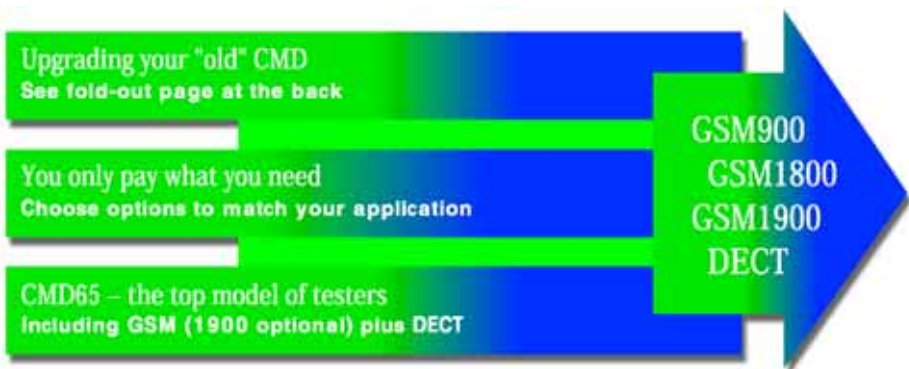 Upgrading your "old" CMD
See fold-out page at the back
You only pay what you need
Choose options to match your application
CMD65 – the top model of testers
Including GSM (1900 optional) plus DECT
GSM900
GSM1800
GSM1900
DECT